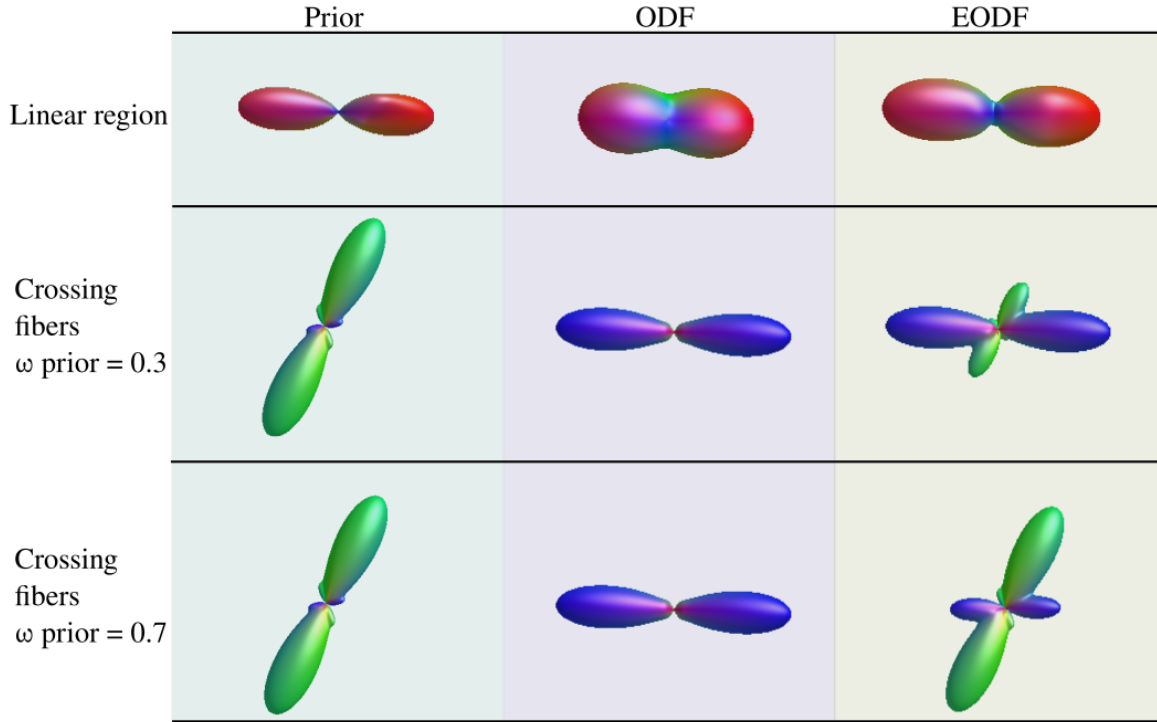 Prior ODF EODF
Linear region
Crossing
fibers
ω prior = 0.3
Crossing
fibers
ω prior = 0.7